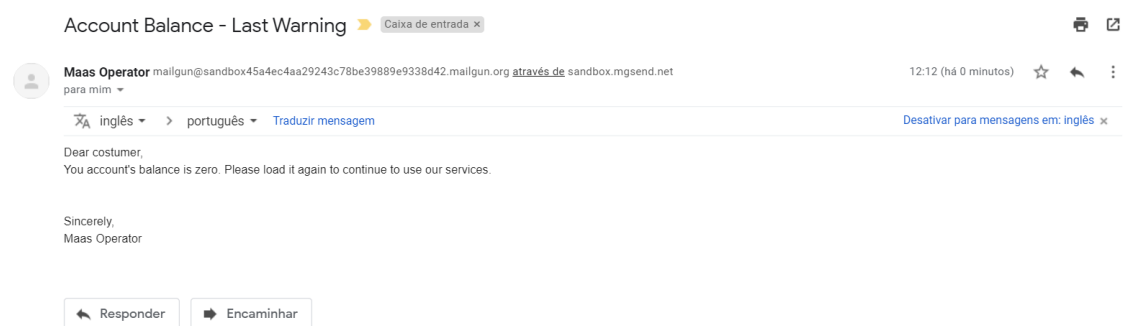 Account Balance - Last Warning Caixa de entrada ×
Maas Operator mailgun@sandbox45a4ec4aa29243c78be39889e9338d42.mailgun.org através de sandbox.mgsend.net 12:12 (há 0 minutos)
para mim
inglês > português Traduzir mensagem Desativar para mensagens em: inglês ×
Dear costumer,
You account's balance is zero. Please load it again to continue to use our services.
Sincerely,
Maas Operator
Responder Encaminhar